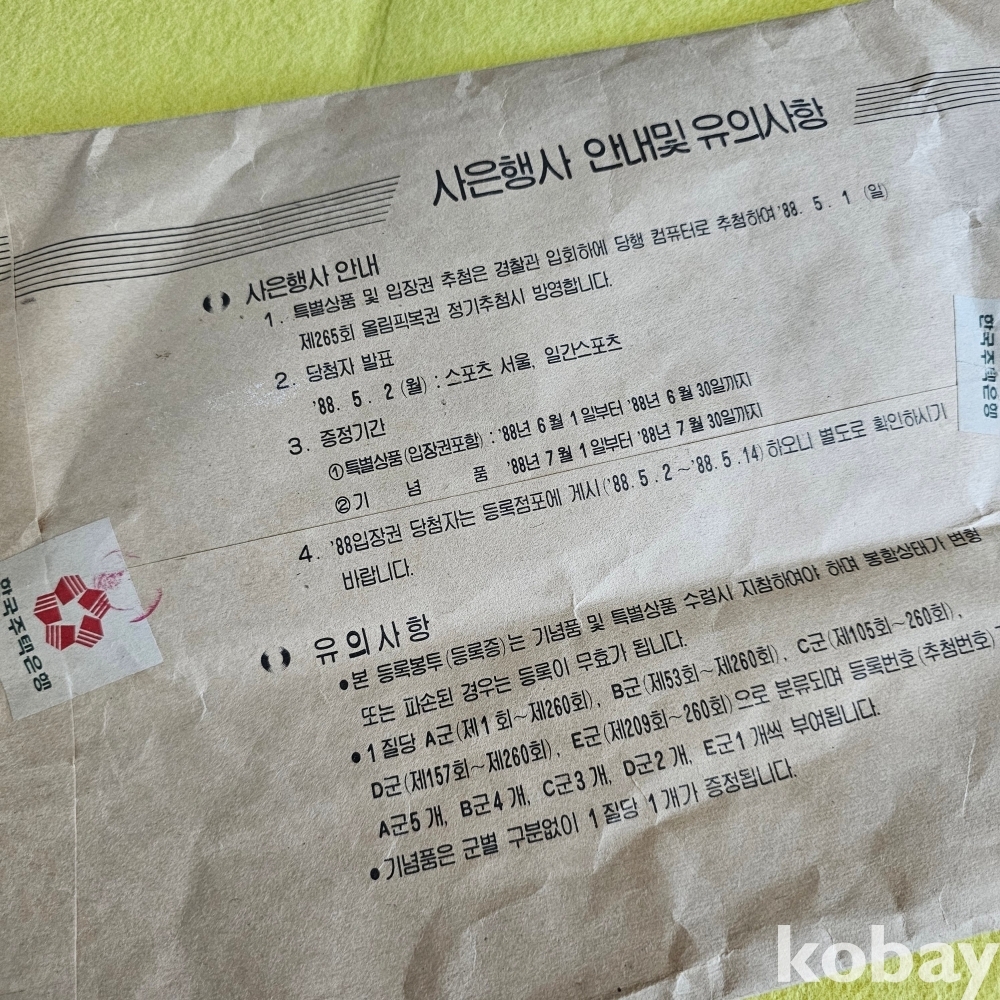 사은행사 안내및 유의사항
사은행사 안내
1. 특별상품 및 입장권 추첨은 경찰관 입회하에 당행 컴퓨터로 추첨하여 '88. 5. 1 (일)
제265회 올림픽복권 정기추첨시 방영합니다.
2. 당첨자 발표
'88. 5. 2 (월) : 스포츠 서울, 일간스포츠
3. 증정기간
①특별상품(입장권포함) : '88년 6월 1일부터 '88년 6월 30일까지
②기 념 품 '88년 7월 1일부터 '88년 7월 30일까지
4. '88입장권 당첨자는 등록점포에 게시('88. 5. 2~'88. 5. 14) 하오니 별도로 확인하시기
바랍니다.
유의사항
●본 등록봉투(등록증)는 기념품 및 특별상품 수령시 지참하여야 하며 봉함상태가 변형
또는 파손된 경우는 등록이 무효가 됩니다.
●1질당 A군(제1회~제260회), B군(제53회~제260회), C군(제105회~260회),
D군(제157회~제260회), E군(제209회~260회)으로 분류되며 등록번호(추첨번호)
A군5개, B군4개, C군3개, D군2개, E군1개씩 부여됩니다.
●기념품은 군별 구분없이 1질당 1개가 증정됩니다.
한국주택은행
한국주택은행
kobay